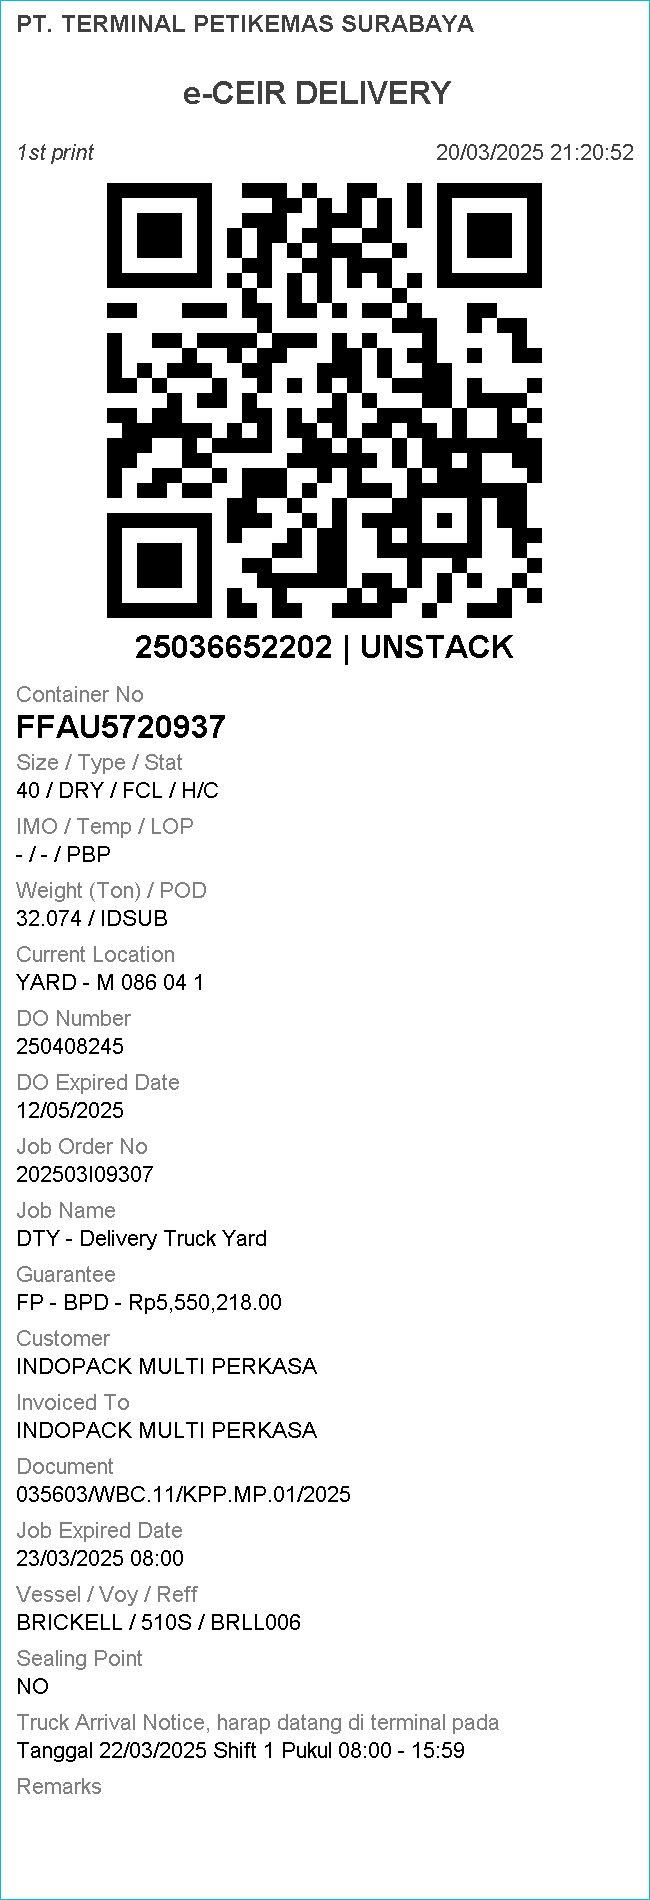 PT. TERMINAL PETIKEMAS SURABAYA
e-CEIR DELIVERY
1st print 20/03/2025 21:20:52
25036652202 | UNSTACK
Container No
FFAU5720937
Size / Type / Stat
40 / DRY / FCL / H/C
IMO / Temp / LOP
- / - / PBP
Weight (Ton) / POD
32.074 / IDSUB
Current Location
YARD - M 086 04 1
DO Number
250408245
DO Expired Date
12/05/2025
Job Order No
202503I09307
Job Name
DTY - Delivery Truck Yard
Guarantee
FP - BPD - Rp5,550,218.00
Customer
INDOPACK MULTI PERKASA
Invoiced To
INDOPACK MULTI PERKASA
Document
035603/WBC.11/KPP.MP.01/2025
Job Expired Date
23/03/2025 08:00
Vessel / Voy / Reff
BRICKELL / 510S / BRLL006
Sealing Point
NO
Truck Arrival Notice, harap datang di terminal pada
Tanggal 22/03/2025 Shift 1 Pukul 08:00 - 15:59
Remarks